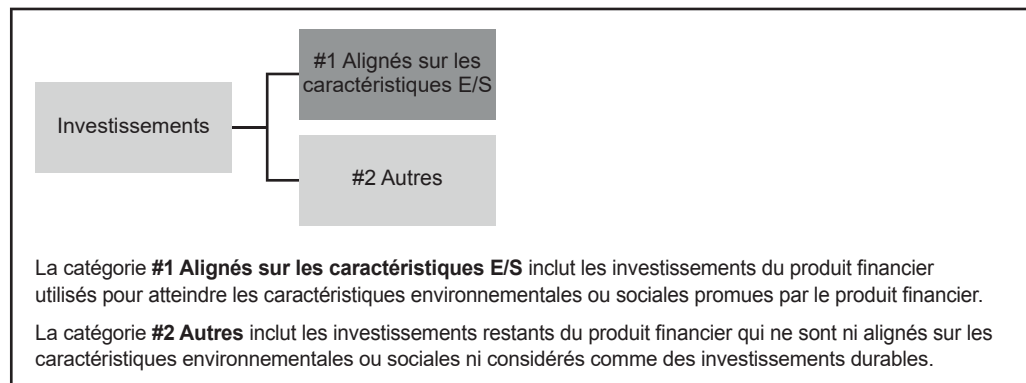 #1 Alignés sur les
caractéristiques E/S
Investissements
#2 Autres
La catégorie #1 Alignés sur les caractéristiques E/S inclut les investissements du produit financier
utilisés pour atteindre les caractéristiques environnementales ou sociales promues par le produit financier.
La catégorie #2 Autres inclut les investissements restants du produit financier qui ne sont ni alignés sur les
caractéristiques environnementales ou sociales ni considérés comme des investissements durables.